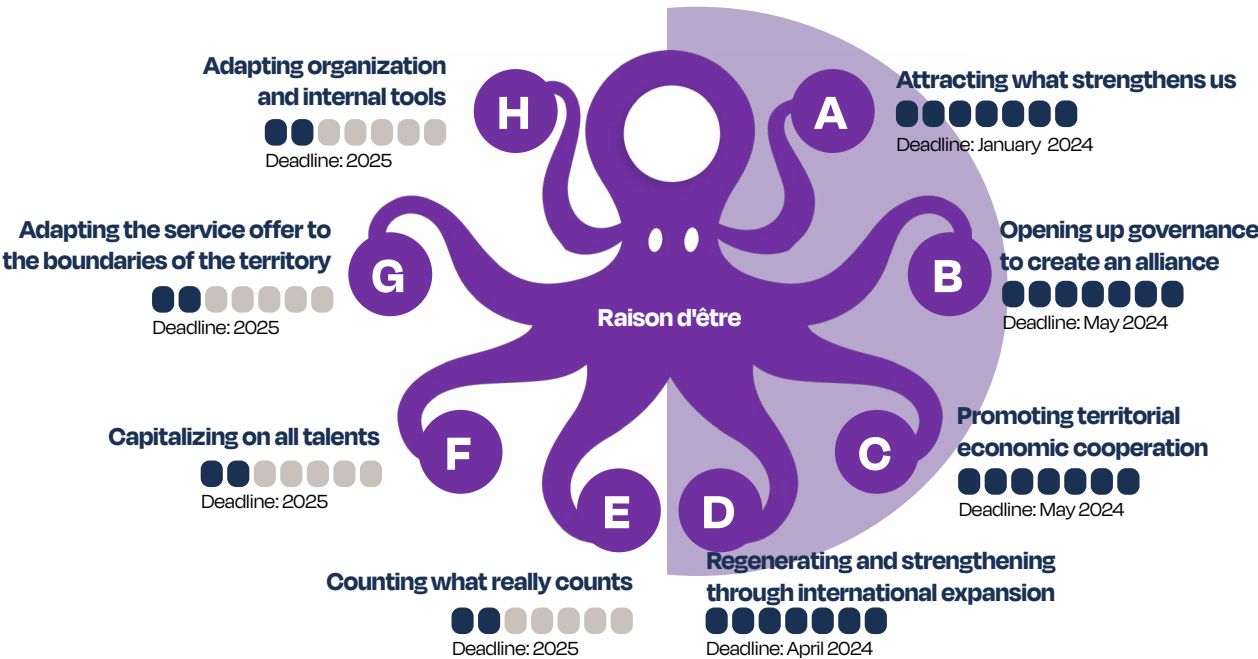 Adapting organization
and internal tools
Deadline: 2025
H
A
Attracting what strengthens us
Deadline: January 2024
Adapting the service offer to
the boundaries of the territory
Deadline: 2025
G
B
Opening up governance
to create an alliance
Deadline: May 2024
Raison d'être
Capitalizing on all talents
Deadline: 2025
F
C
Promoting territorial
economic cooperation
Deadline: May 2024
E
D
Counting what really counts
Deadline: 2025
Regenerating and strengthening
through international expansion
Deadline: April 2024